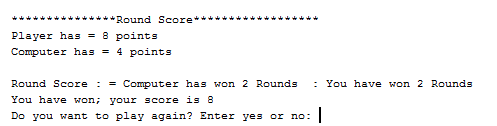 ***************Round Score******************
Player has = 8 points
Computer has = 4 points
Round Score : = Computer has won 2 Rounds  : You have won 2 Rounds
You have won; your score is 8
Do you want to play again? Enter yes or no: